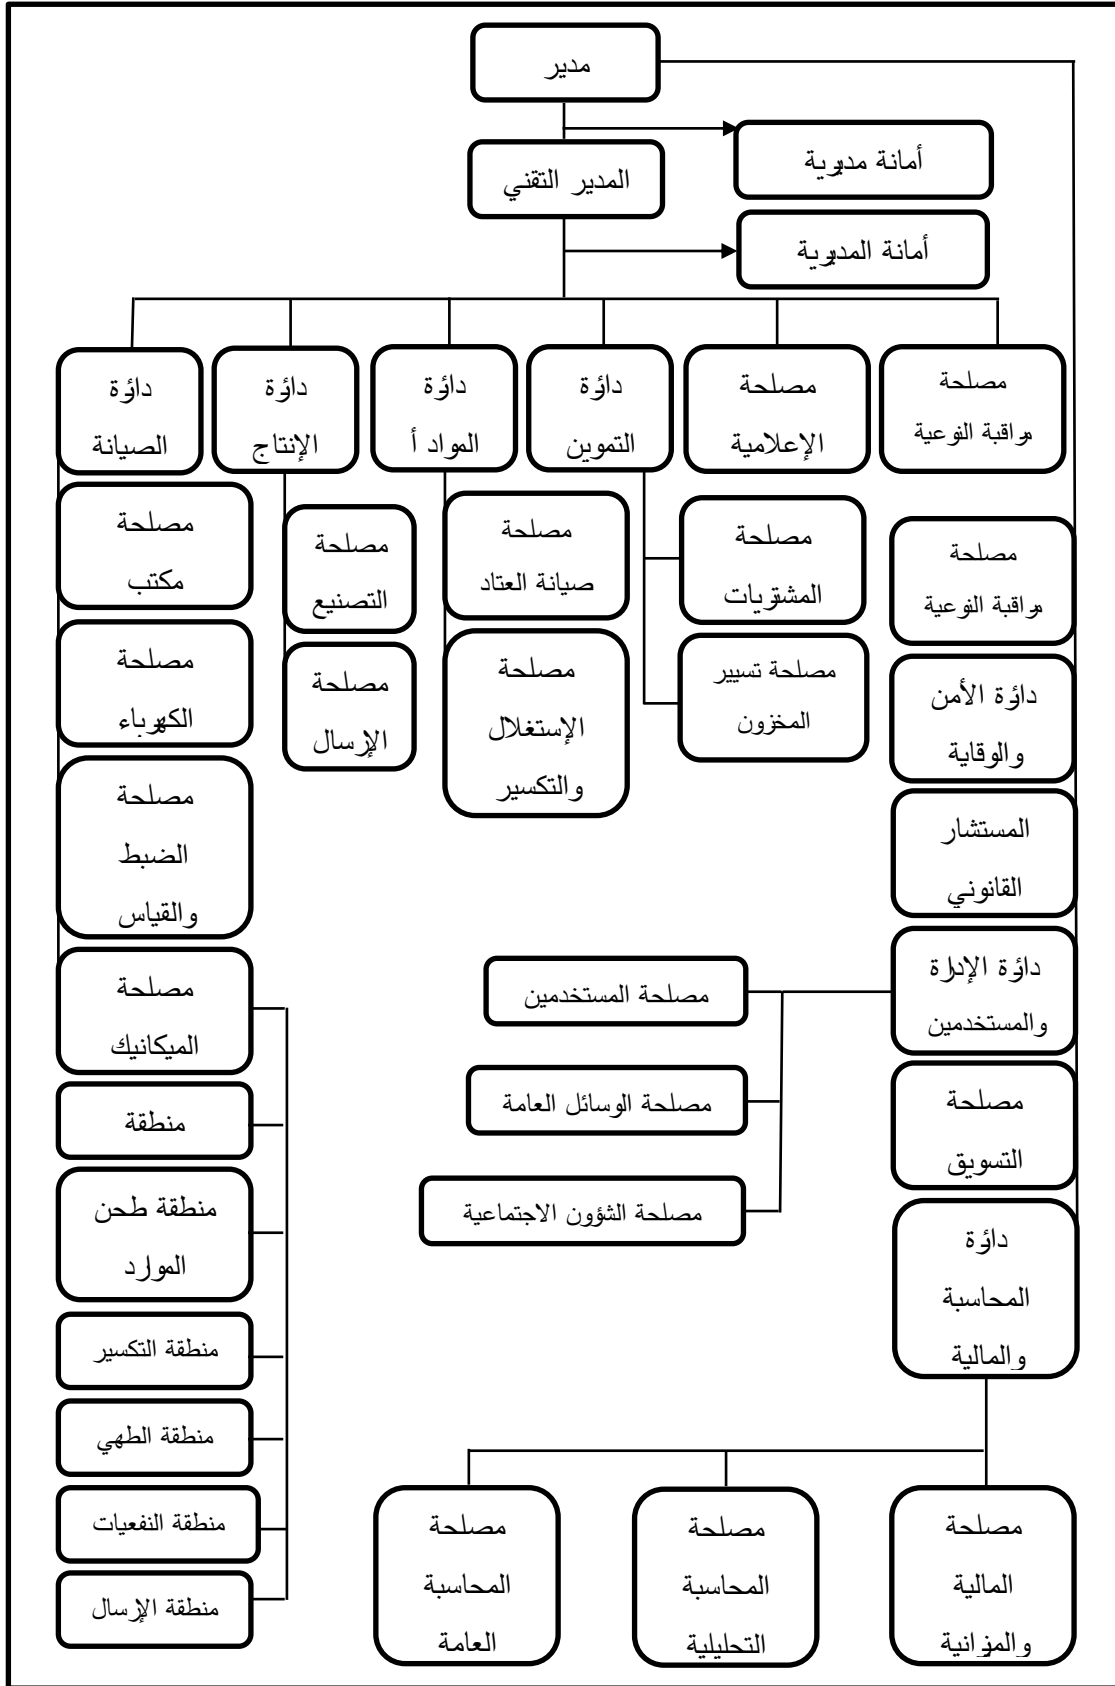 مدير
أمانة مديرية
المدير التقني
أمانة المديرية
مصلحة
مراقبة النوعية
مصلحة
الإعلامية
دائرة
التموين
دائرة
المواد أ
دائرة
الإنتاج
دائرة
الصيانة
مصلحة
مراقبة النوعية
دائرة الأمن
والوقاية
المستشار
القانوني
دائرة الإدارة
والمستخدمين
مصلحة
التسويق
دائرة
المحاسبة
والمالية
مصلحة
المشتريات
مصلحة تسيير
المخزون
مصلحة
صيانة العتاد
مصلحة
الإستغلال
والتكسير
مصلحة
التصنيع
مصلحة
الإرسال
مصلحة
مكتب
مصلحة
الكهرباء
مصلحة
الضبط
والقياس
مصلحة
الميكانيك
منطقة
منطقة طحن
الموارد
منطقة التكسير
منطقة الطهي
منطقة النفعيات
منطقة الإرسال
مصلحة المستخدمين
مصلحة الوسائل العامة
مصلحة الشؤون الاجتماعية
مصلحة
المالية
والمزانية
مصلحة
المحاسبة
التحليلية
مصلحة
المحاسبة
العامة